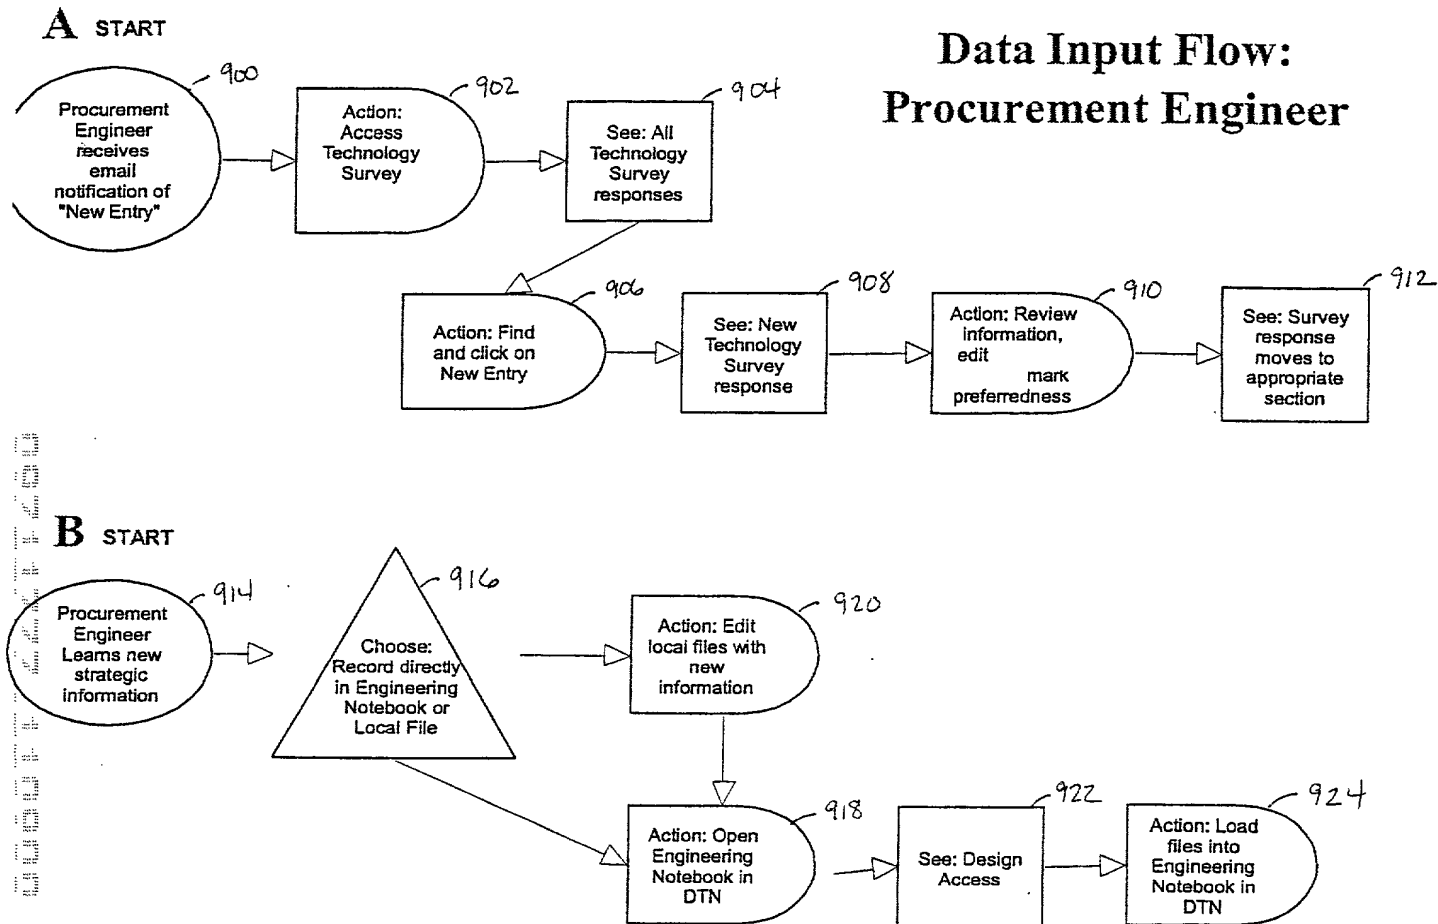 A START
Data Input Flow:
Procurement Engineer
900
Procurement
Engineer
receives
email
notification of
"New Entry"
902
Action:
Access
Technology
Survey
904
See: All
Technology
Survey
responses
906
Action: Find
and click on
New Entry
908
See: New
Technology
Survey
response
910
Action: Review
information,
edit
mark
preferredness
912
See: Survey
response
moves to
appropriate
section
B START
914
Procurement
Engineer
Learns new
strategic
information
916
Choose:
Record directly
in Engineering
Notebook or
Local File
920
Action: Edit
local files with
new
information
918
Action: Open
Engineering
Notebook in
DTN
922
See: Design
Access
924
Action: Load
files into
Engineering
Notebook in
DTN